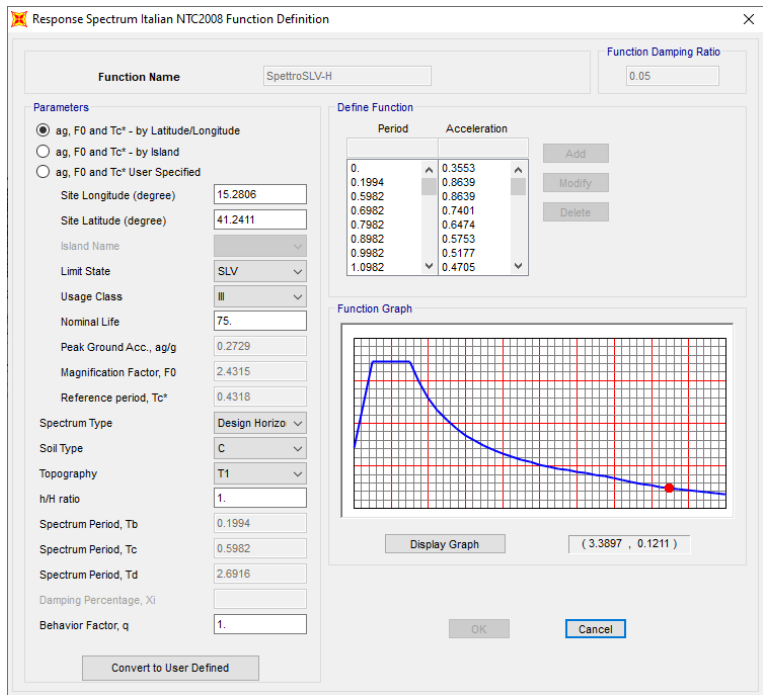 Response Spectrum Italian NTC2008 Function Definition
Function Name SpettroSLV-H
Function Damping Ratio
0.05
Parameters
ag, F0 and Tc* - by Latitude/Longitude
ag, F0 and Tc* - by Island
ag, F0 and Tc* User Specified
Site Longitude (degree) 15.2806
Site Latitude (degree) 41.2411
Island Name
Limit State SLV
Usage Class III
Nominal Life 75.
Peak Ground Acc., ag/g 0.2729
Magnification Factor, F0 2.4315
Reference period, Tc* 0.4318
Spectrum Type Design Horizo
Soil Type C
Topography T1
h/H ratio 1.
Spectrum Period, Tb 0.1994
Spectrum Period, Tc 0.5982
Spectrum Period, Td 2.6916
Damping Percentage, Xi
Behavior Factor, q 1.
Convert to User Defined
Define Function
Period Acceleration
0. 0.3553
0.1994 0.8639
0.5982 0.8639
0.6982 0.7401
0.7982 0.6474
0.8982 0.5753
0.9982 0.5177
1.0982 0.4705
Add
Modify
Delete
Function Graph
Display Graph (3.3897 , 0.1211 )
OK Cancel